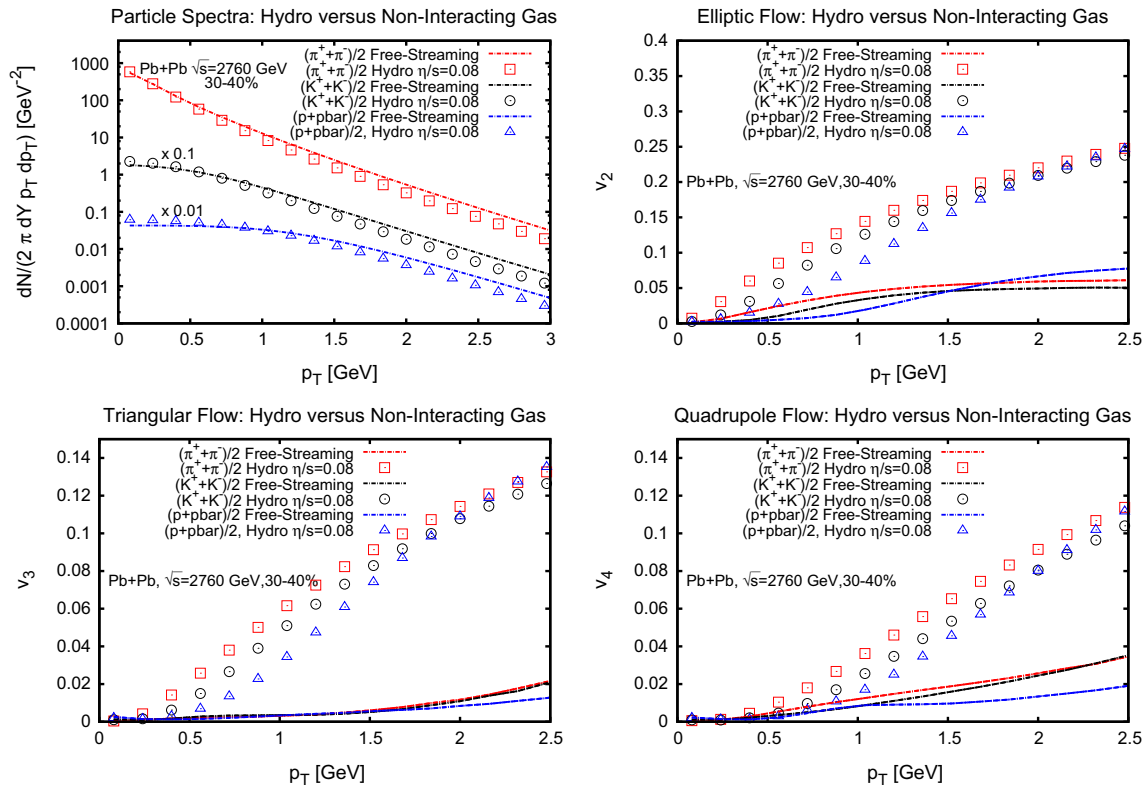 Particle Spectra: Hydro versus Non-Interacting Gas
dN/(2 π dY p_T dp_T) [GeV⁻²]
1000
100
10
1
0.1
0.01
0.001
0.0001
Pb+Pb √s=2760 GeV
30-40%
(π⁺+π⁻)/2 Free-Streaming
(π⁺+π⁻)/2 Hydro η/s=0.08
(K⁺+K⁻)/2 Free-Streaming
(K⁺+K⁻)/2 Hydro η/s=0.08
(p+pbar)/2 Free-Streaming
(p+pbar)/2, Hydro η/s=0.08
x 0.1
x 0.01
0 0.5 1 1.5 2 2.5 3
p_T [GeV]
Elliptic Flow: Hydro versus Non-Interacting Gas
v₂
0.4
0.35
0.3
0.25
0.2
0.15
0.1
0.05
0
(π⁺+π⁻)/2 Free-Streaming
(π⁺+π⁻)/2 Hydro η/s=0.08
(K⁺+K⁻)/2 Free-Streaming
(K⁺+K⁻)/2 Hydro η/s=0.08
(p+pbar)/2 Free-Streaming
(p+pbar)/2, Hydro η/s=0.08
Pb+Pb, √s=2760 GeV,30-40%
0 0.5 1 1.5 2 2.5
p_T [GeV]
Triangular Flow: Hydro versus Non-Interacting Gas
v₃
0.14
0.12
0.1
0.08
0.06
0.04
0.02
0
(π⁺+π⁻)/2 Free-Streaming
(π⁺+π⁻)/2 Hydro η/s=0.08
(K⁺+K⁻)/2 Free-Streaming
(K⁺+K⁻)/2 Hydro η/s=0.08
(p+pbar)/2 Free-Streaming
(p+pbar)/2, Hydro η/s=0.08
Pb+Pb, √s=2760 GeV,30-40%
0 0.5 1 1.5 2 2.5
p_T [GeV]
Quadrupole Flow: Hydro versus Non-Interacting Gas
v₄
0.14
0.12
0.1
0.08
0.06
0.04
0.02
0
(π⁺+π⁻)/2 Free-Streaming
(π⁺+π⁻)/2 Hydro η/s=0.08
(K⁺+K⁻)/2 Free-Streaming
(K⁺+K⁻)/2 Hydro η/s=0.08
(p+pbar)/2 Free-Streaming
(p+pbar)/2, Hydro η/s=0.08
Pb+Pb, √s=2760 GeV,30-40%
0 0.5 1 1.5 2 2.5
p_T [GeV]